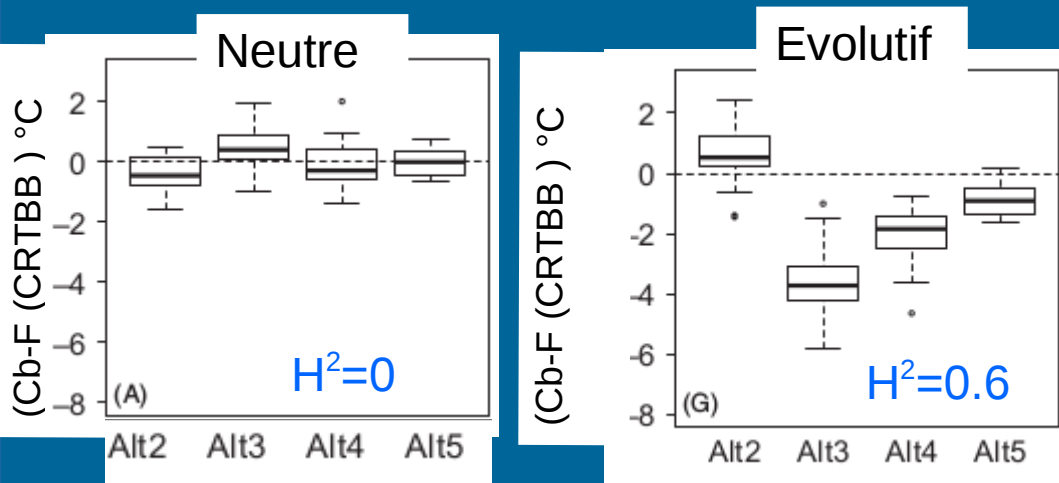 Neutre
(Cb-F (CRTBB ) °C
2
0
–2
–4
–6
–8
H²=0
(A)
Alt2 Alt3 Alt4 Alt5
Evolutif
(Cb-F (CRTBB ) °C
2
0
-2
-4
-6
-8
H²=0.6
(G)
Alt2 Alt3 Alt4 Alt5